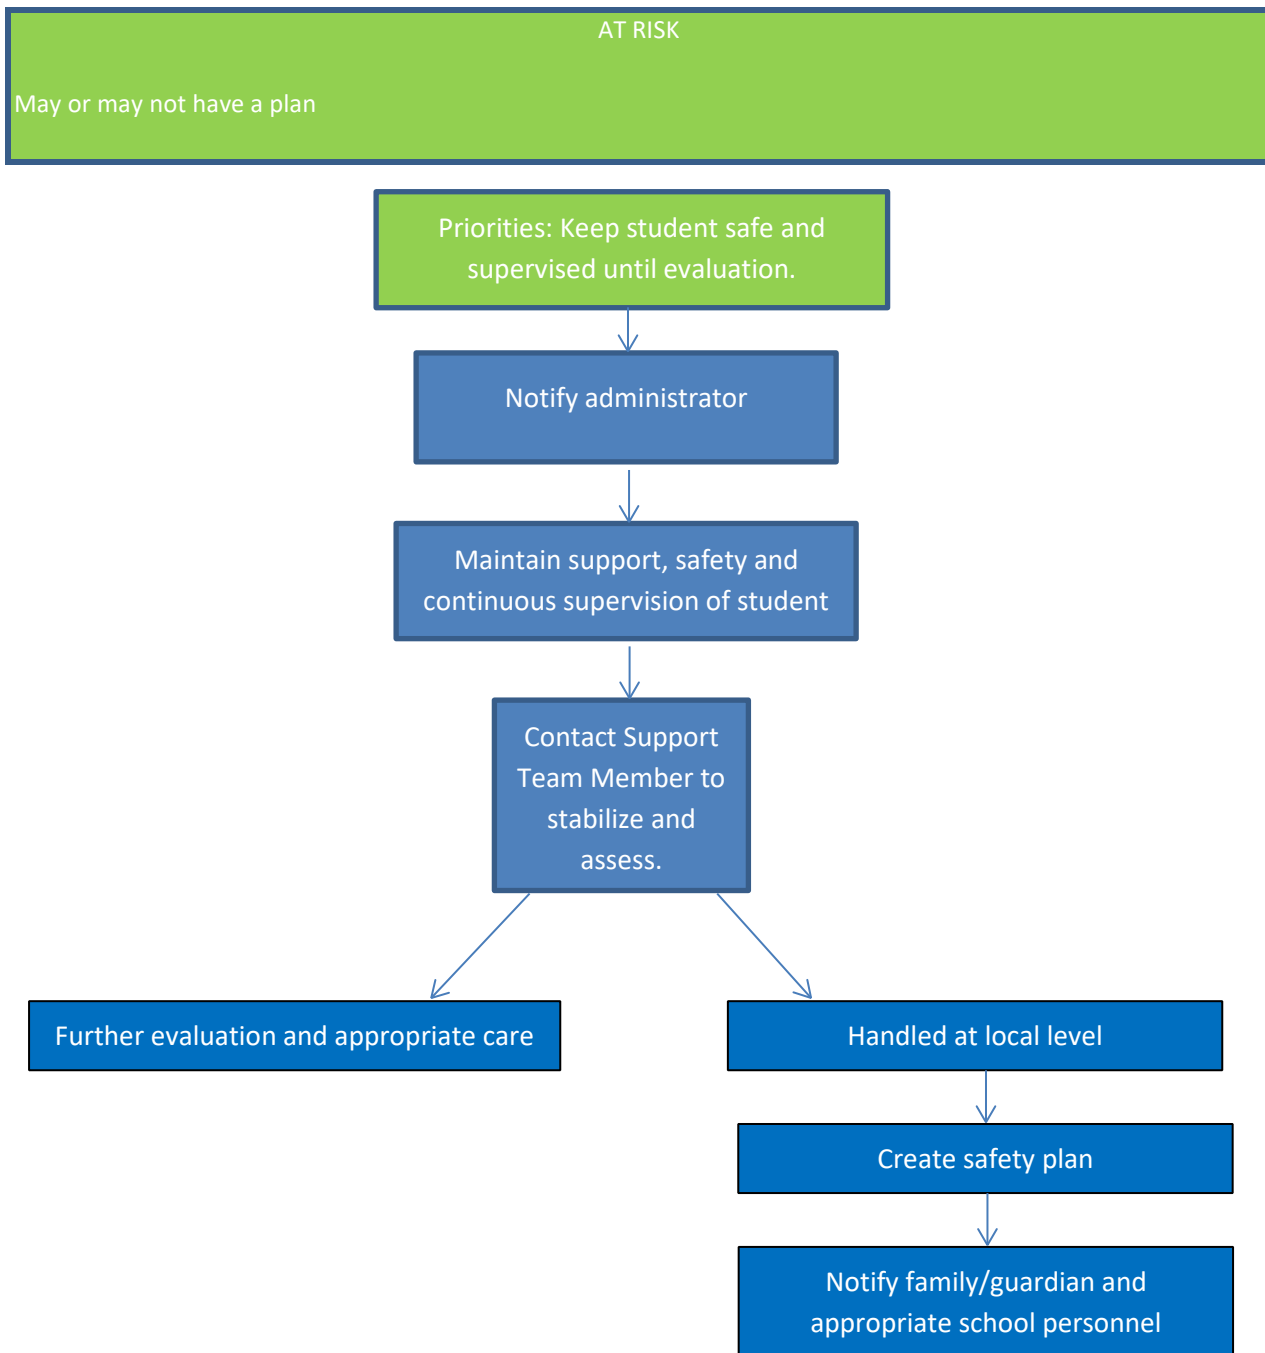 AT RISK
May or may not have a plan
Priorities: Keep student safe and
supervised until evaluation.
Notify administrator
Maintain support, safety and
continuous supervision of student
Contact Support
Team Member to
stabilize and
assess.
Further evaluation and appropriate care
Handled at local level
Create safety plan
Notify family/guardian and
appropriate school personnel